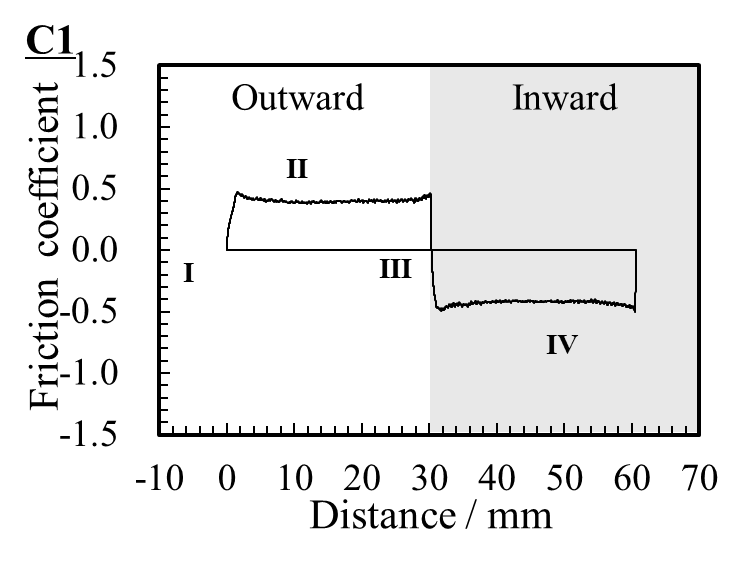 C1
Friction coefficient
1.5
1.0
0.5
0.0
-0.5
-1.0
-1.5
Outward
Inward
II
I
III
IV
-10 0 10 20 30 40 50 60 70
Distance / mm